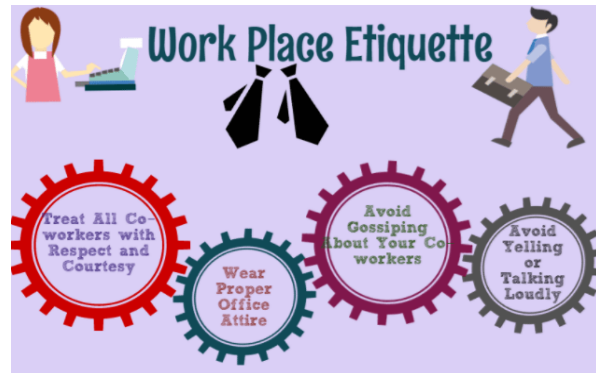 Work Place Etiquette
Treat All Co-
workers with
Respect and
Courtesy
Wear
Proper
Office
Attire
Avoid
Gossiping
About Your Co-
workers
Avoid
Yelling
or
Talking
Loudly